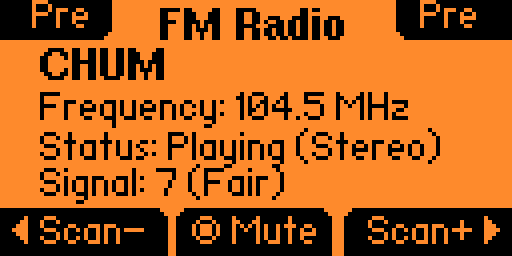 Pre FM Radio Pre
CHUM
Frequency: 104.5 MHz
Status: Playing (Stereo)
Signal: 7 (Fair)
Scan- Mute Scan+